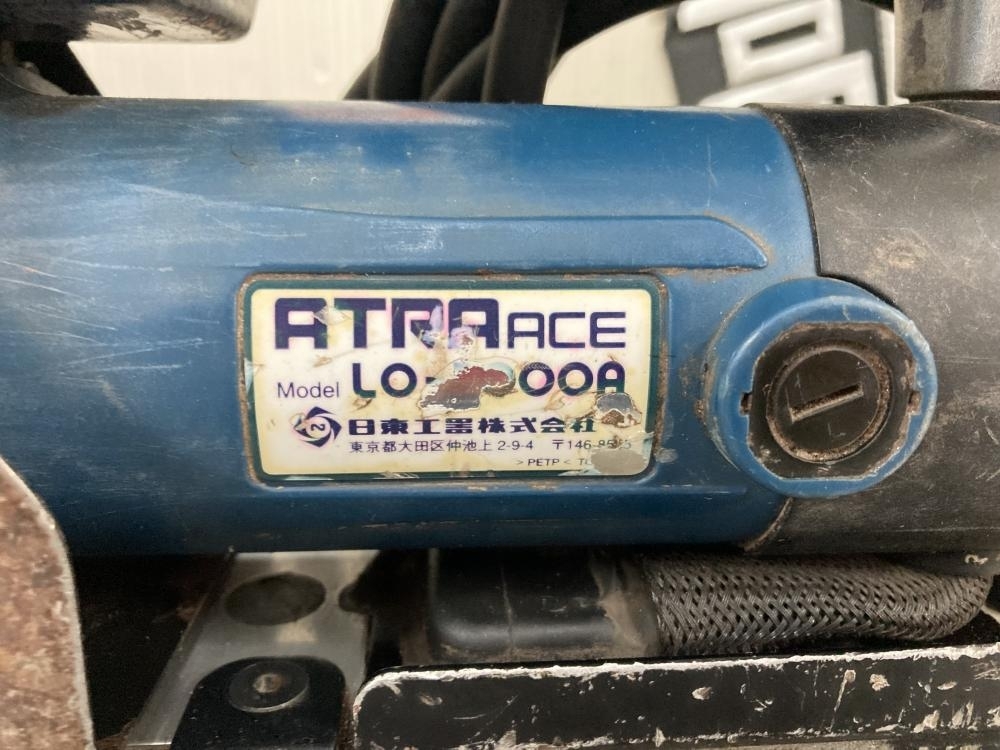 ATRA ACE
Model
日東工器株式会社
東京都大田区仲池上 2-9-4
> PETP <